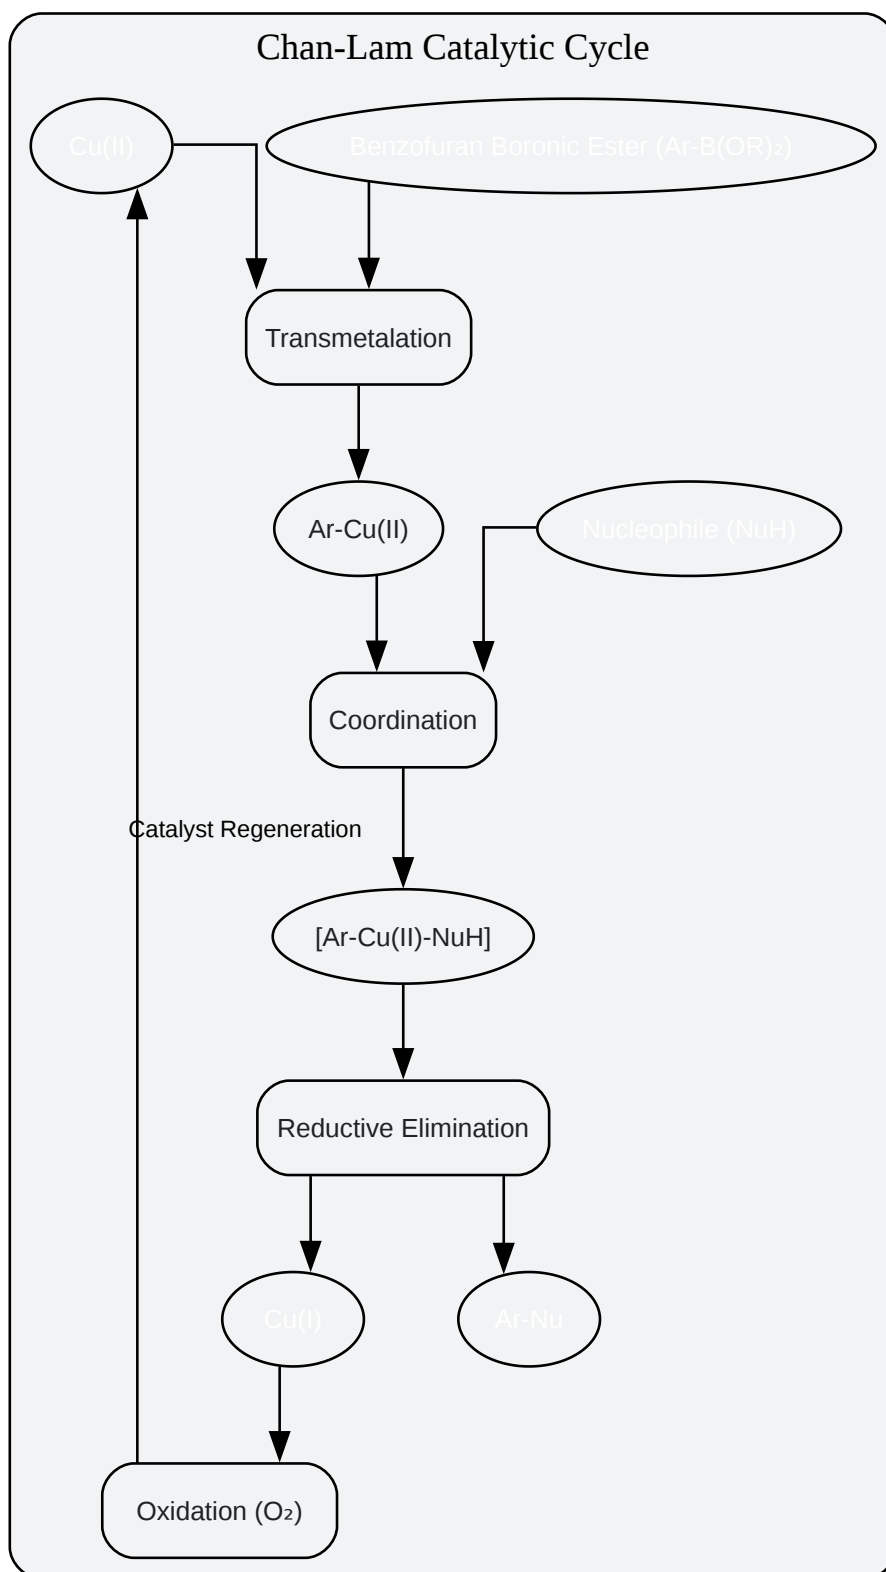 Chan-Lam Catalytic Cycle
Cu(II)
Benzofuran Boronic Ester (Ar-B(OR)₂)
Transmetalation
Ar-Cu(II)
Nucleophile (NuH)
Coordination
Catalyst Regeneration
[Ar-Cu(II)-NuH]
Reductive Elimination
Cu(I)
Ar-Nu
Oxidation (O₂)